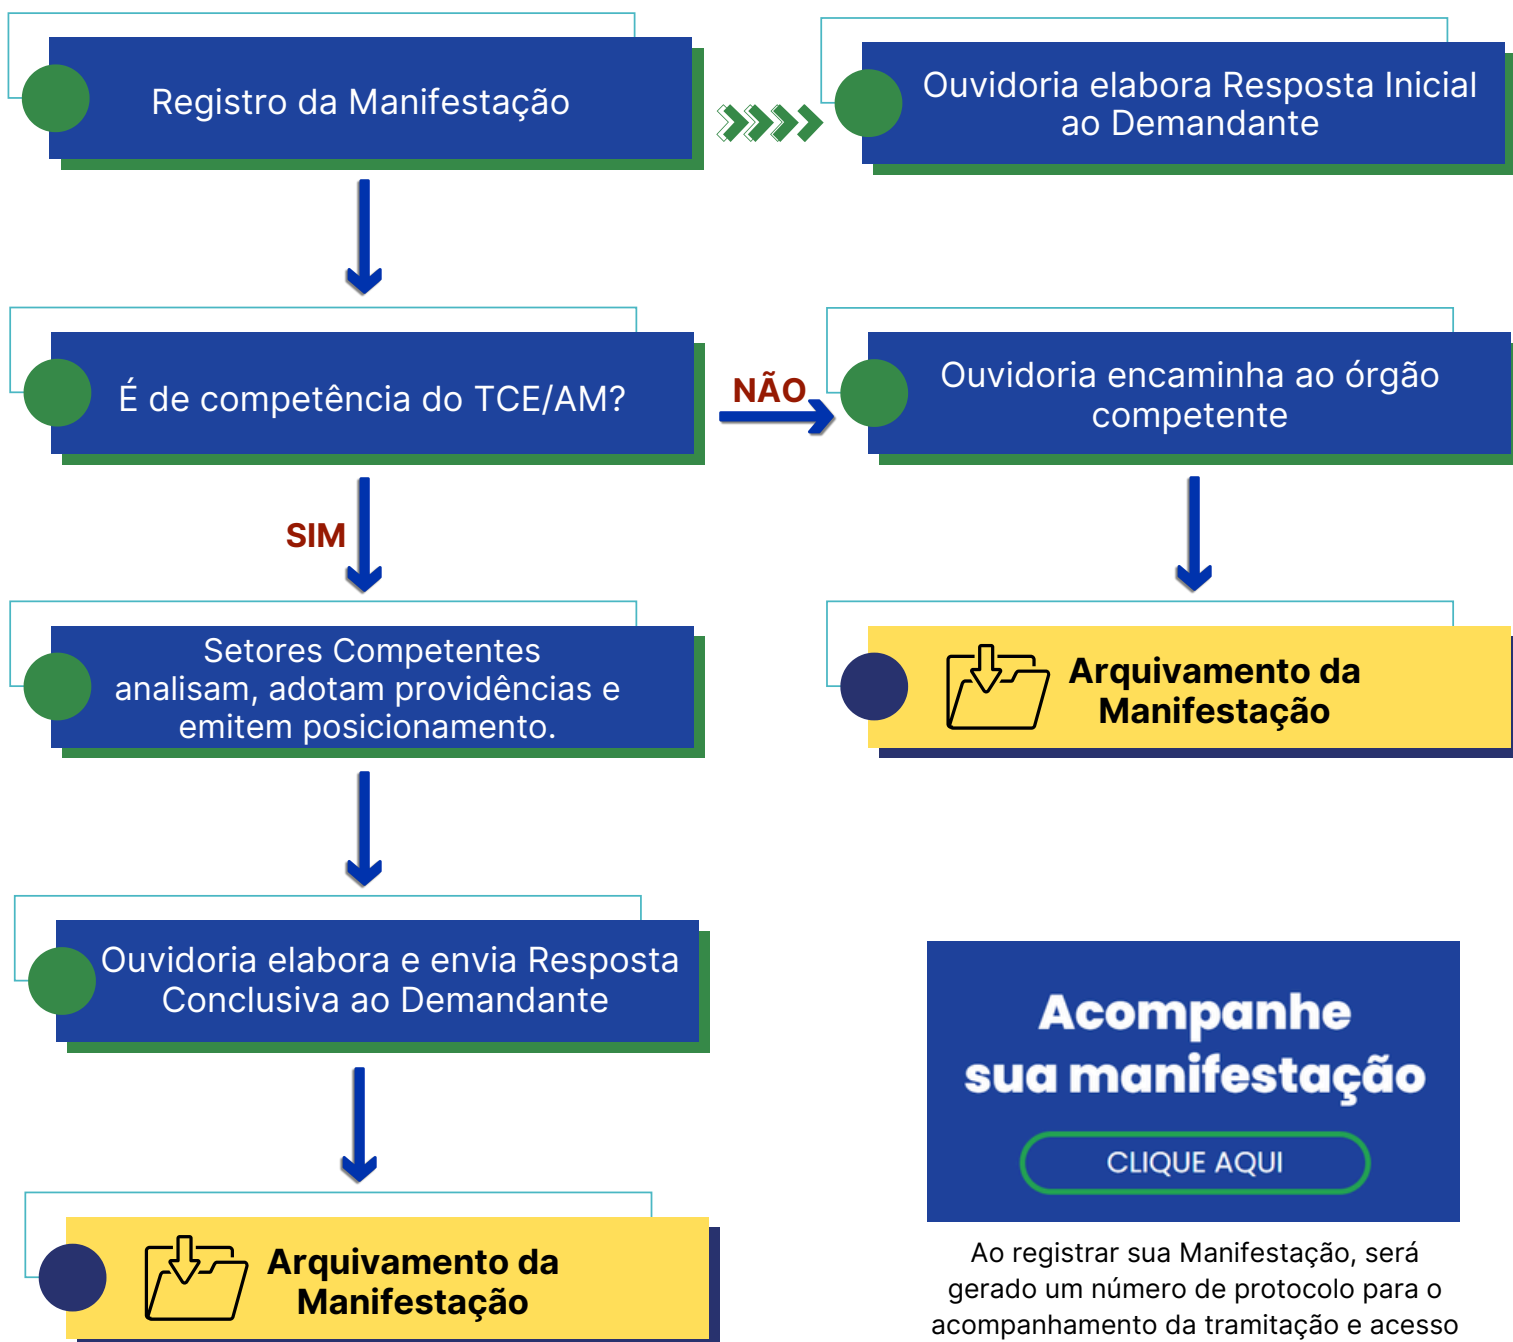 Registro da Manifestação
Ouvidoria elabora Resposta Inicial
ao Demandante
É de competência do TCE/AM?
NÃO
Ouvidoria encaminha ao órgão
competente
SIM
Setores Competentes
analisam, adotam providências e
emitem posicionamento.
Arquivamento da
Manifestação
Ouvidoria elabora e envia Resposta
Conclusiva ao Demandante
Arquivamento da
Manifestação
Acompanhe
sua manifestação
CLIQUE AQUI
Ao registrar sua Manifestação, será
gerado um número de protocolo para o
acompanhamento da tramitação e acesso